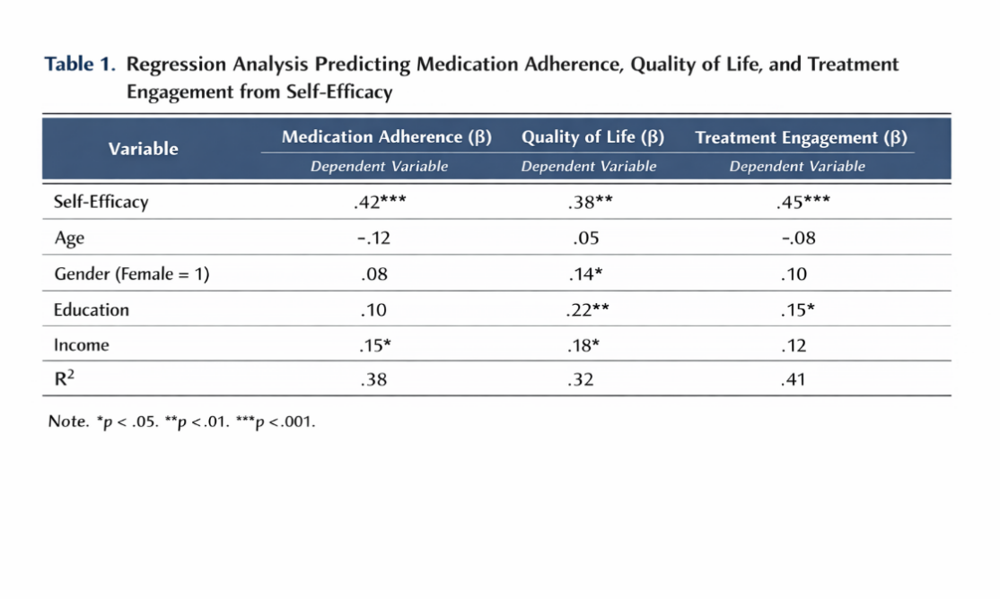 Table 1. Regression Analysis Predicting Medication Adherence, Quality of Life, and Treatment
Engagement from Self-Efficacy
Variable Medication Adherence (β) Quality of Life (β) Treatment Engagement (β)
Dependent Variable Dependent Variable Dependent Variable
Self-Efficacy .42*** .38** .45***
Age −.12 .05 −.08
Gender (Female = 1) .08 .14* .10
Education .10 .22** .15*
Income .15* .18* .12
R² .38 .32 .41
Note. *p < .05. **p <.01. ***p <.001.